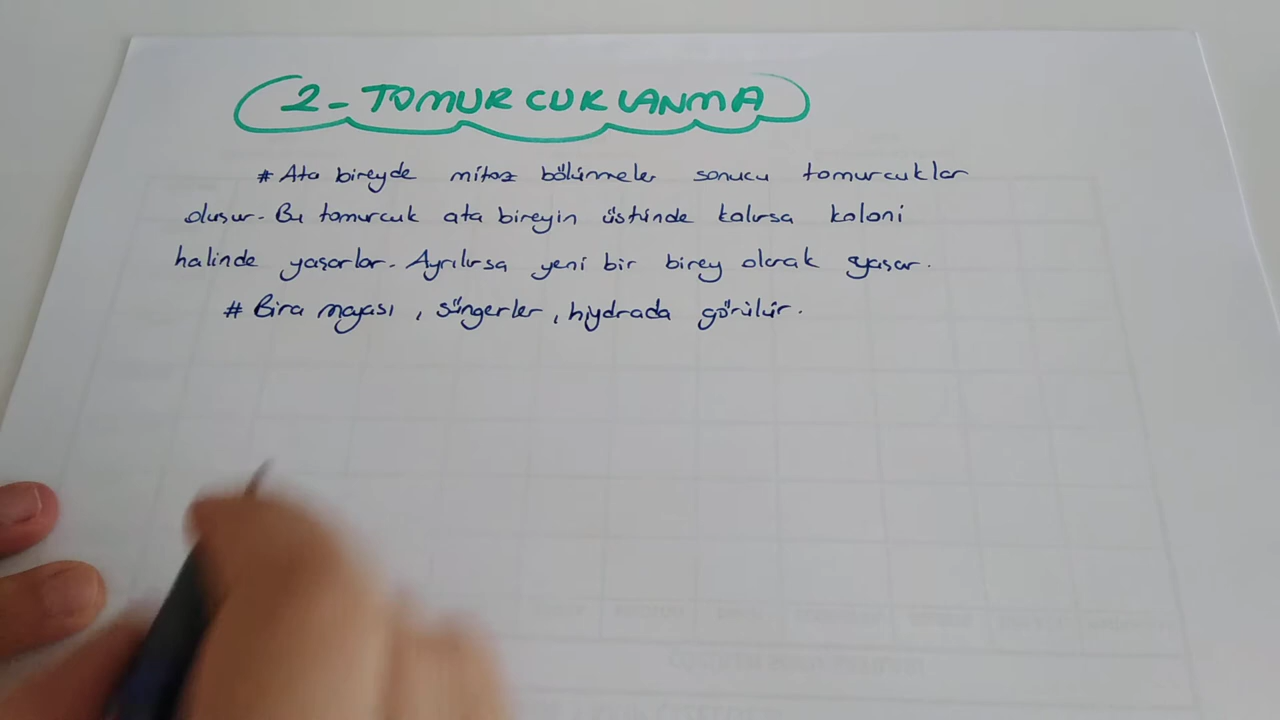 2- TOMURCUKLANMA
# Ata bireyde mitoz bölünmeler sonucu tomurcuklar
oluşur. Bu tomurcuk ata bireyin üstünde kalırsa koloni
halinde yaşarlar. Ayrılırsa yeni bir birey olarak yaşar.
# Bira mayası, süngerler, hiydrada görülür.